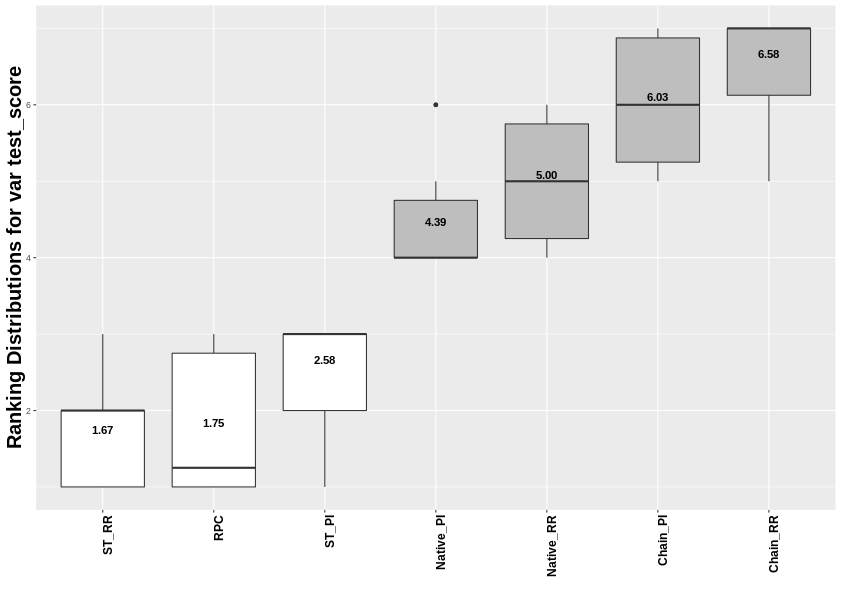 Ranking Distributions for var test_score
6
4
2
1.67
1.75
2.58
4.39
5.00
6.03
6.58
ST_RR
RPC
ST_PI
Native_PI
Native_RR
Chain_PI
Chain_RR